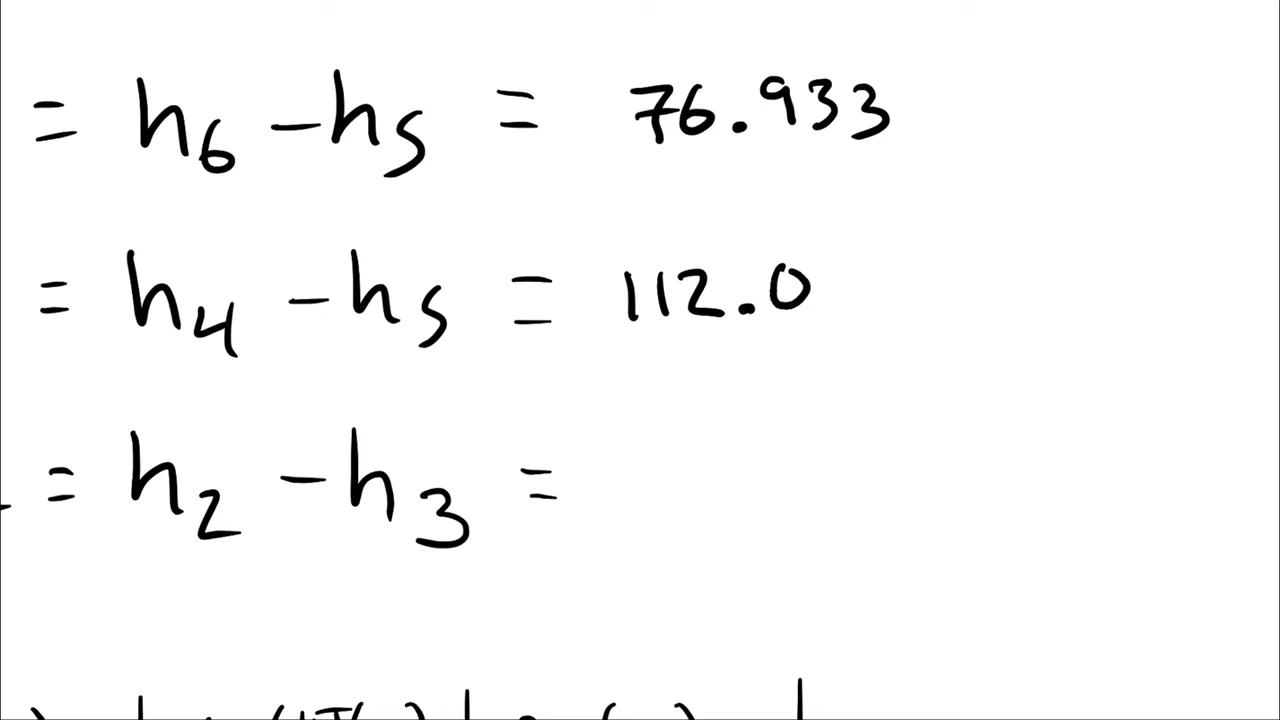 = h6 - h5 = 76.933
= h4 - h5 = 112.0
= h2 - h3 =